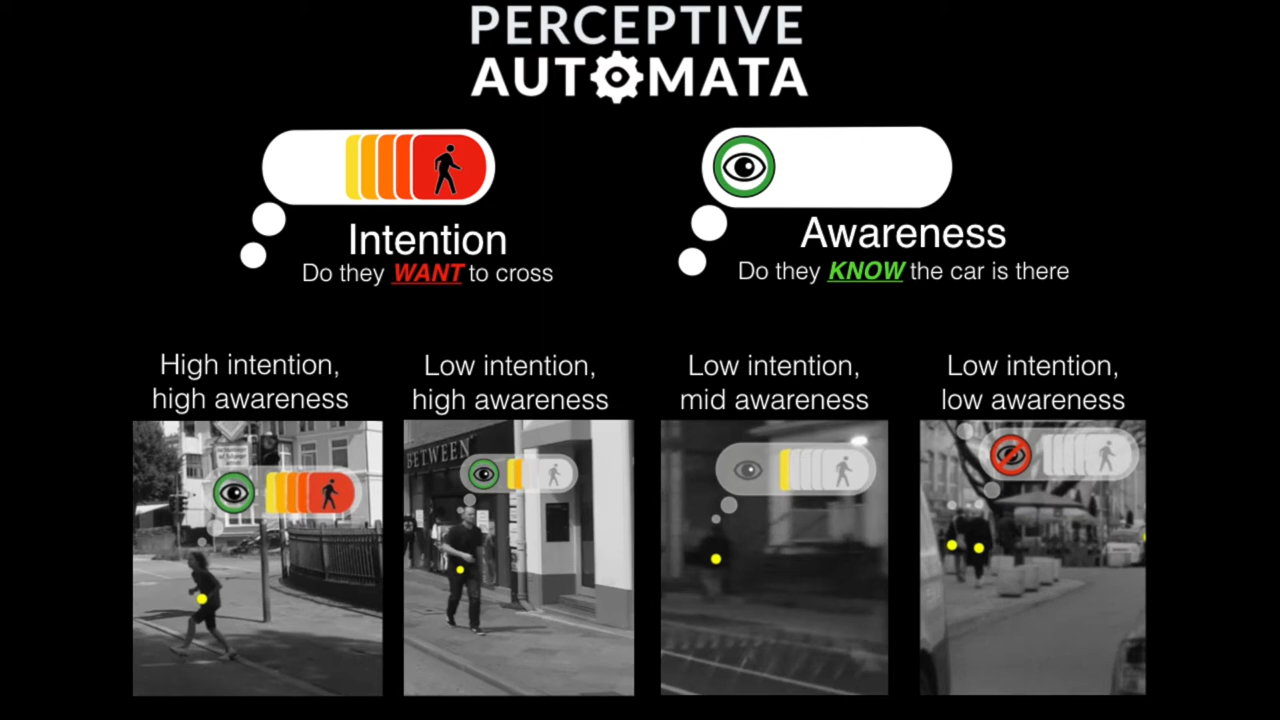 PERCEPTIVE
AUTOMATA
Intention
Do they WANT to cross
Awareness
Do they KNOW the car is there
High intention,
high awareness
Low intention,
high awareness
Low intention,
mid awareness
Low intention,
low awareness
BETWEEN